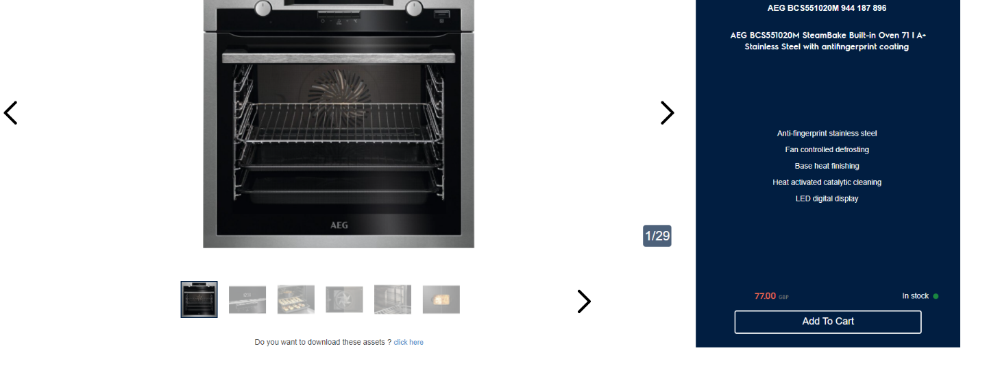 AEG BCS551020M 944 187 896
AEG BCS551020M SteamBake Built-in Oven 71 l A+
Stainless Steel with antifingerprint coating
Anti-fingerprint stainless steel
Fan controlled defrosting
Base heat finishing
Heat activated catalytic cleaning
LED digital display
AEG
1/29
77.00 GBP
In stock
Add To Cart
Do you want to download these assets ? click here